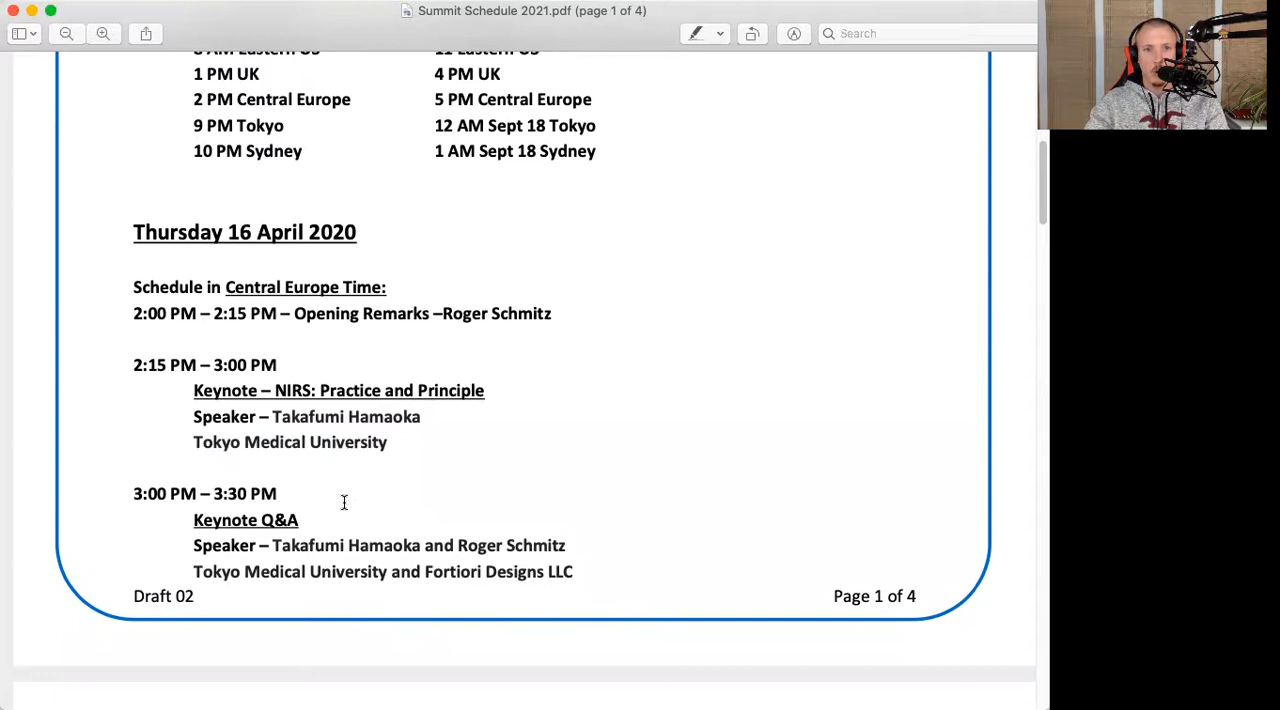 Summit Schedule 2021.pdf (page 1 of 4)
Search
8 AM Eastern US
1 PM UK
4 PM UK
2 PM Central Europe
5 PM Central Europe
9 PM Tokyo
12 AM Sept 18 Tokyo
10 PM Sydney
1 AM Sept 18 Sydney
Thursday 16 April 2020
Schedule in Central Europe Time:
2:00 PM – 2:15 PM – Opening Remarks –Roger Schmitz
2:15 PM – 3:00 PM
Keynote – NIRS: Practice and Principle
Speaker – Takafumi Hamaoka
Tokyo Medical University
3:00 PM – 3:30 PM
Keynote Q&A
Speaker – Takafumi Hamaoka and Roger Schmitz
Tokyo Medical University and Fortiori Designs LLC
Draft 02
Page 1 of 4